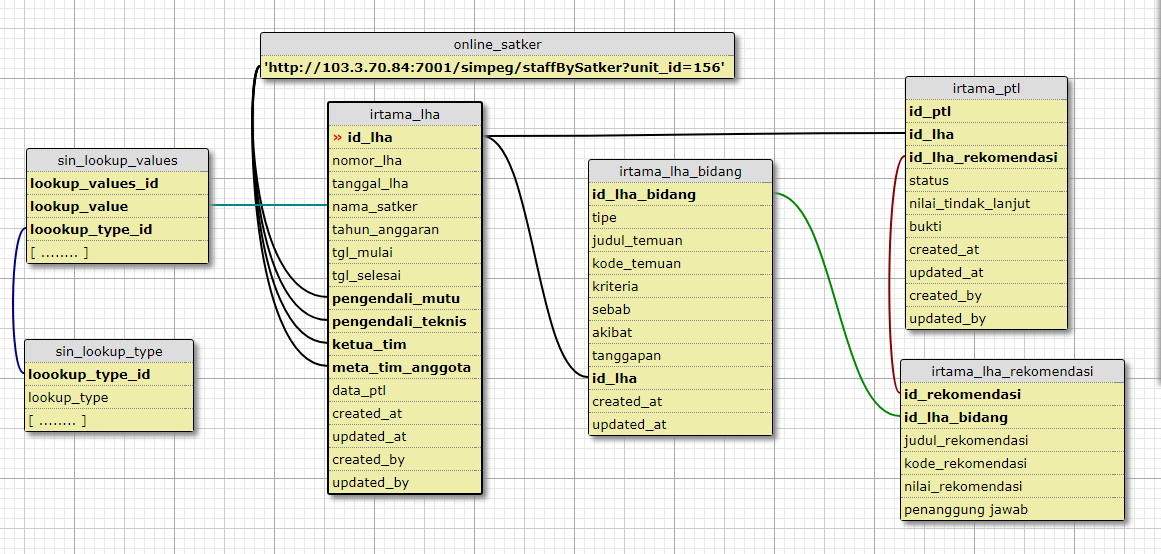 online_satker
'http://103.3.70.84:7001/simpeg/staffBySatker?unit_id=156'
sin_lookup_values
lookup_values_id
lookup_value
loookup_type_id
[ ........ ]
sin_lookup_type
loookup_type_id
lookup_type
[ ........ ]
irtama_lha
» id_lha
nomor_lha
tanggal_lha
nama_satker
tahun_anggaran
tgl_mulai
tgl_selesai
pengendali_mutu
pengendali_teknis
ketua_tim
meta_tim_anggota
data_ptl
created_at
updated_at
created_by
updated_by
irtama_lha_bidang
id_lha_bidang
tipe
judul_temuan
kode_temuan
kriteria
sebab
akibat
tanggapan
id_lha
created_at
updated_at
irtama_ptl
id_ptl
id_lha
id_lha_rekomendasi
status
nilai_tindak_lanjut
bukti
created_at
updated_at
created_by
updated_by
irtama_lha_rekomendasi
id_rekomendasi
id_lha_bidang
judul_rekomendasi
kode_rekomendasi
nilai_rekomendasi
penanggung jawab